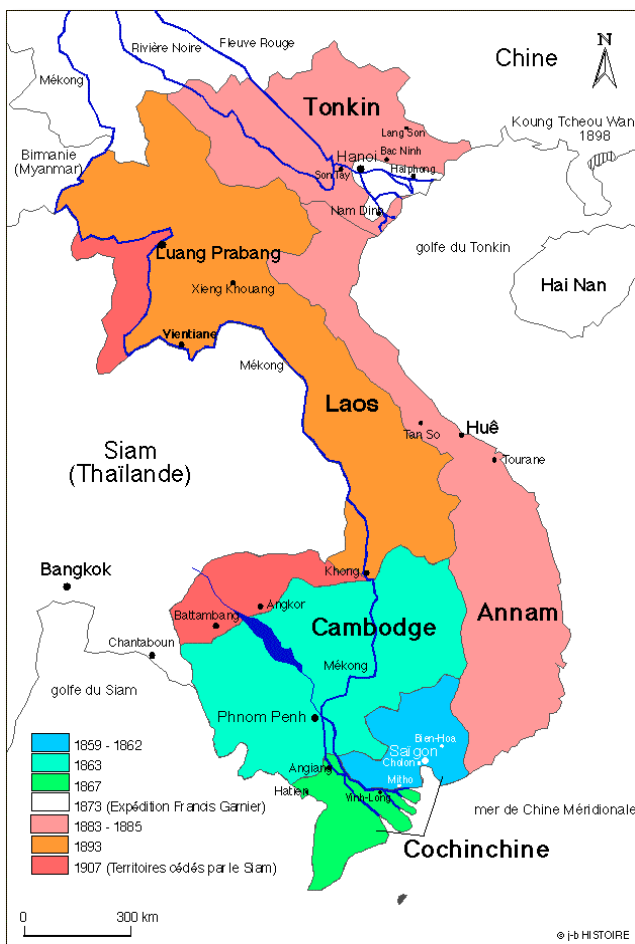 Fleuve Rouge
Rivière Noire
Chine
N
Mékong
Tonkin
Lang Son
Koung Tcheou Wan
1898
Bac Ninh
Birmanie
(Myanmar)
Hanoi
Son Tay
Haïphong
Nam Dinh
Luang Prabang
golfe du Tonkin
Xieng Khouang
Hai Nan
Vientiane
Mékong
Laos
Tan So
Huê
Tourane
Siam
(Thaïlande)
Khong
Bangkok
Angkor
Battambang
Cambodge
Annam
Chantaboun
Mékong
golfe du Siam
Phnom Penh
Bien-Hoa
Saïgon
Cholon
Angiang
Mitho
Hatien
Vinh-Long
1859 - 1862
1863
1867
1873 (Expédition Francis Garnier)
1883 - 1885
1893
1907 (Territoires cédés par le Siam)
mer de Chine Méridionale
Cochinchine
0 300 km
© j-b HISTOIRE